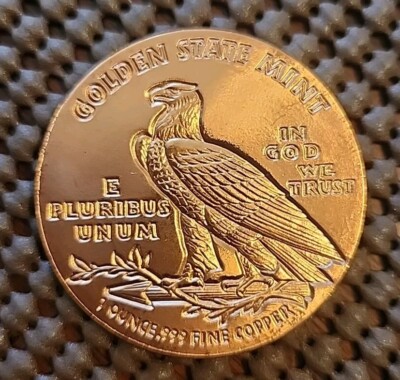 GOLDEN STATE MINT
E
PLURIBUS
UNUM
IN
GOD
WE
TRUST
1 OUNCE .999 FINE COPPER